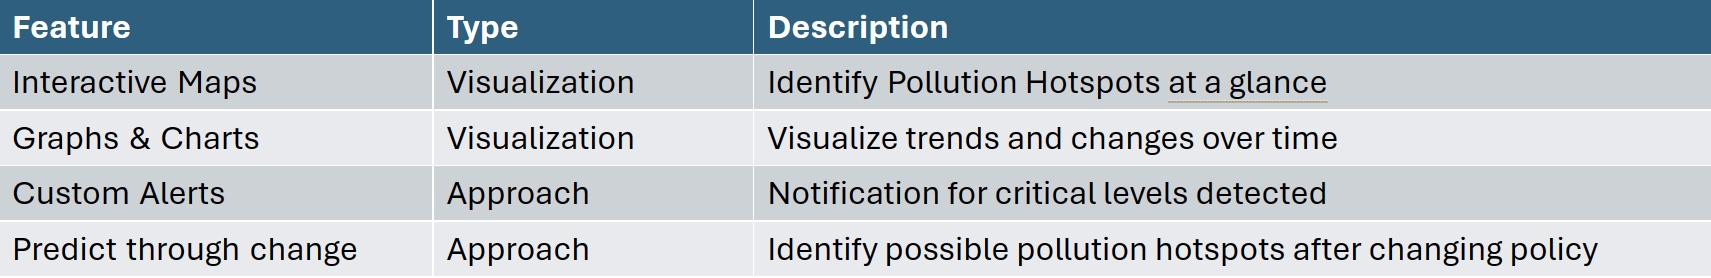 Feature Type Description
Interactive Maps Visualization Identify Pollution Hotspots at a glance
Graphs & Charts Visualization Visualize trends and changes over time
Custom Alerts Approach Notification for critical levels detected
Predict through change Approach Identify possible pollution hotspots after changing policy